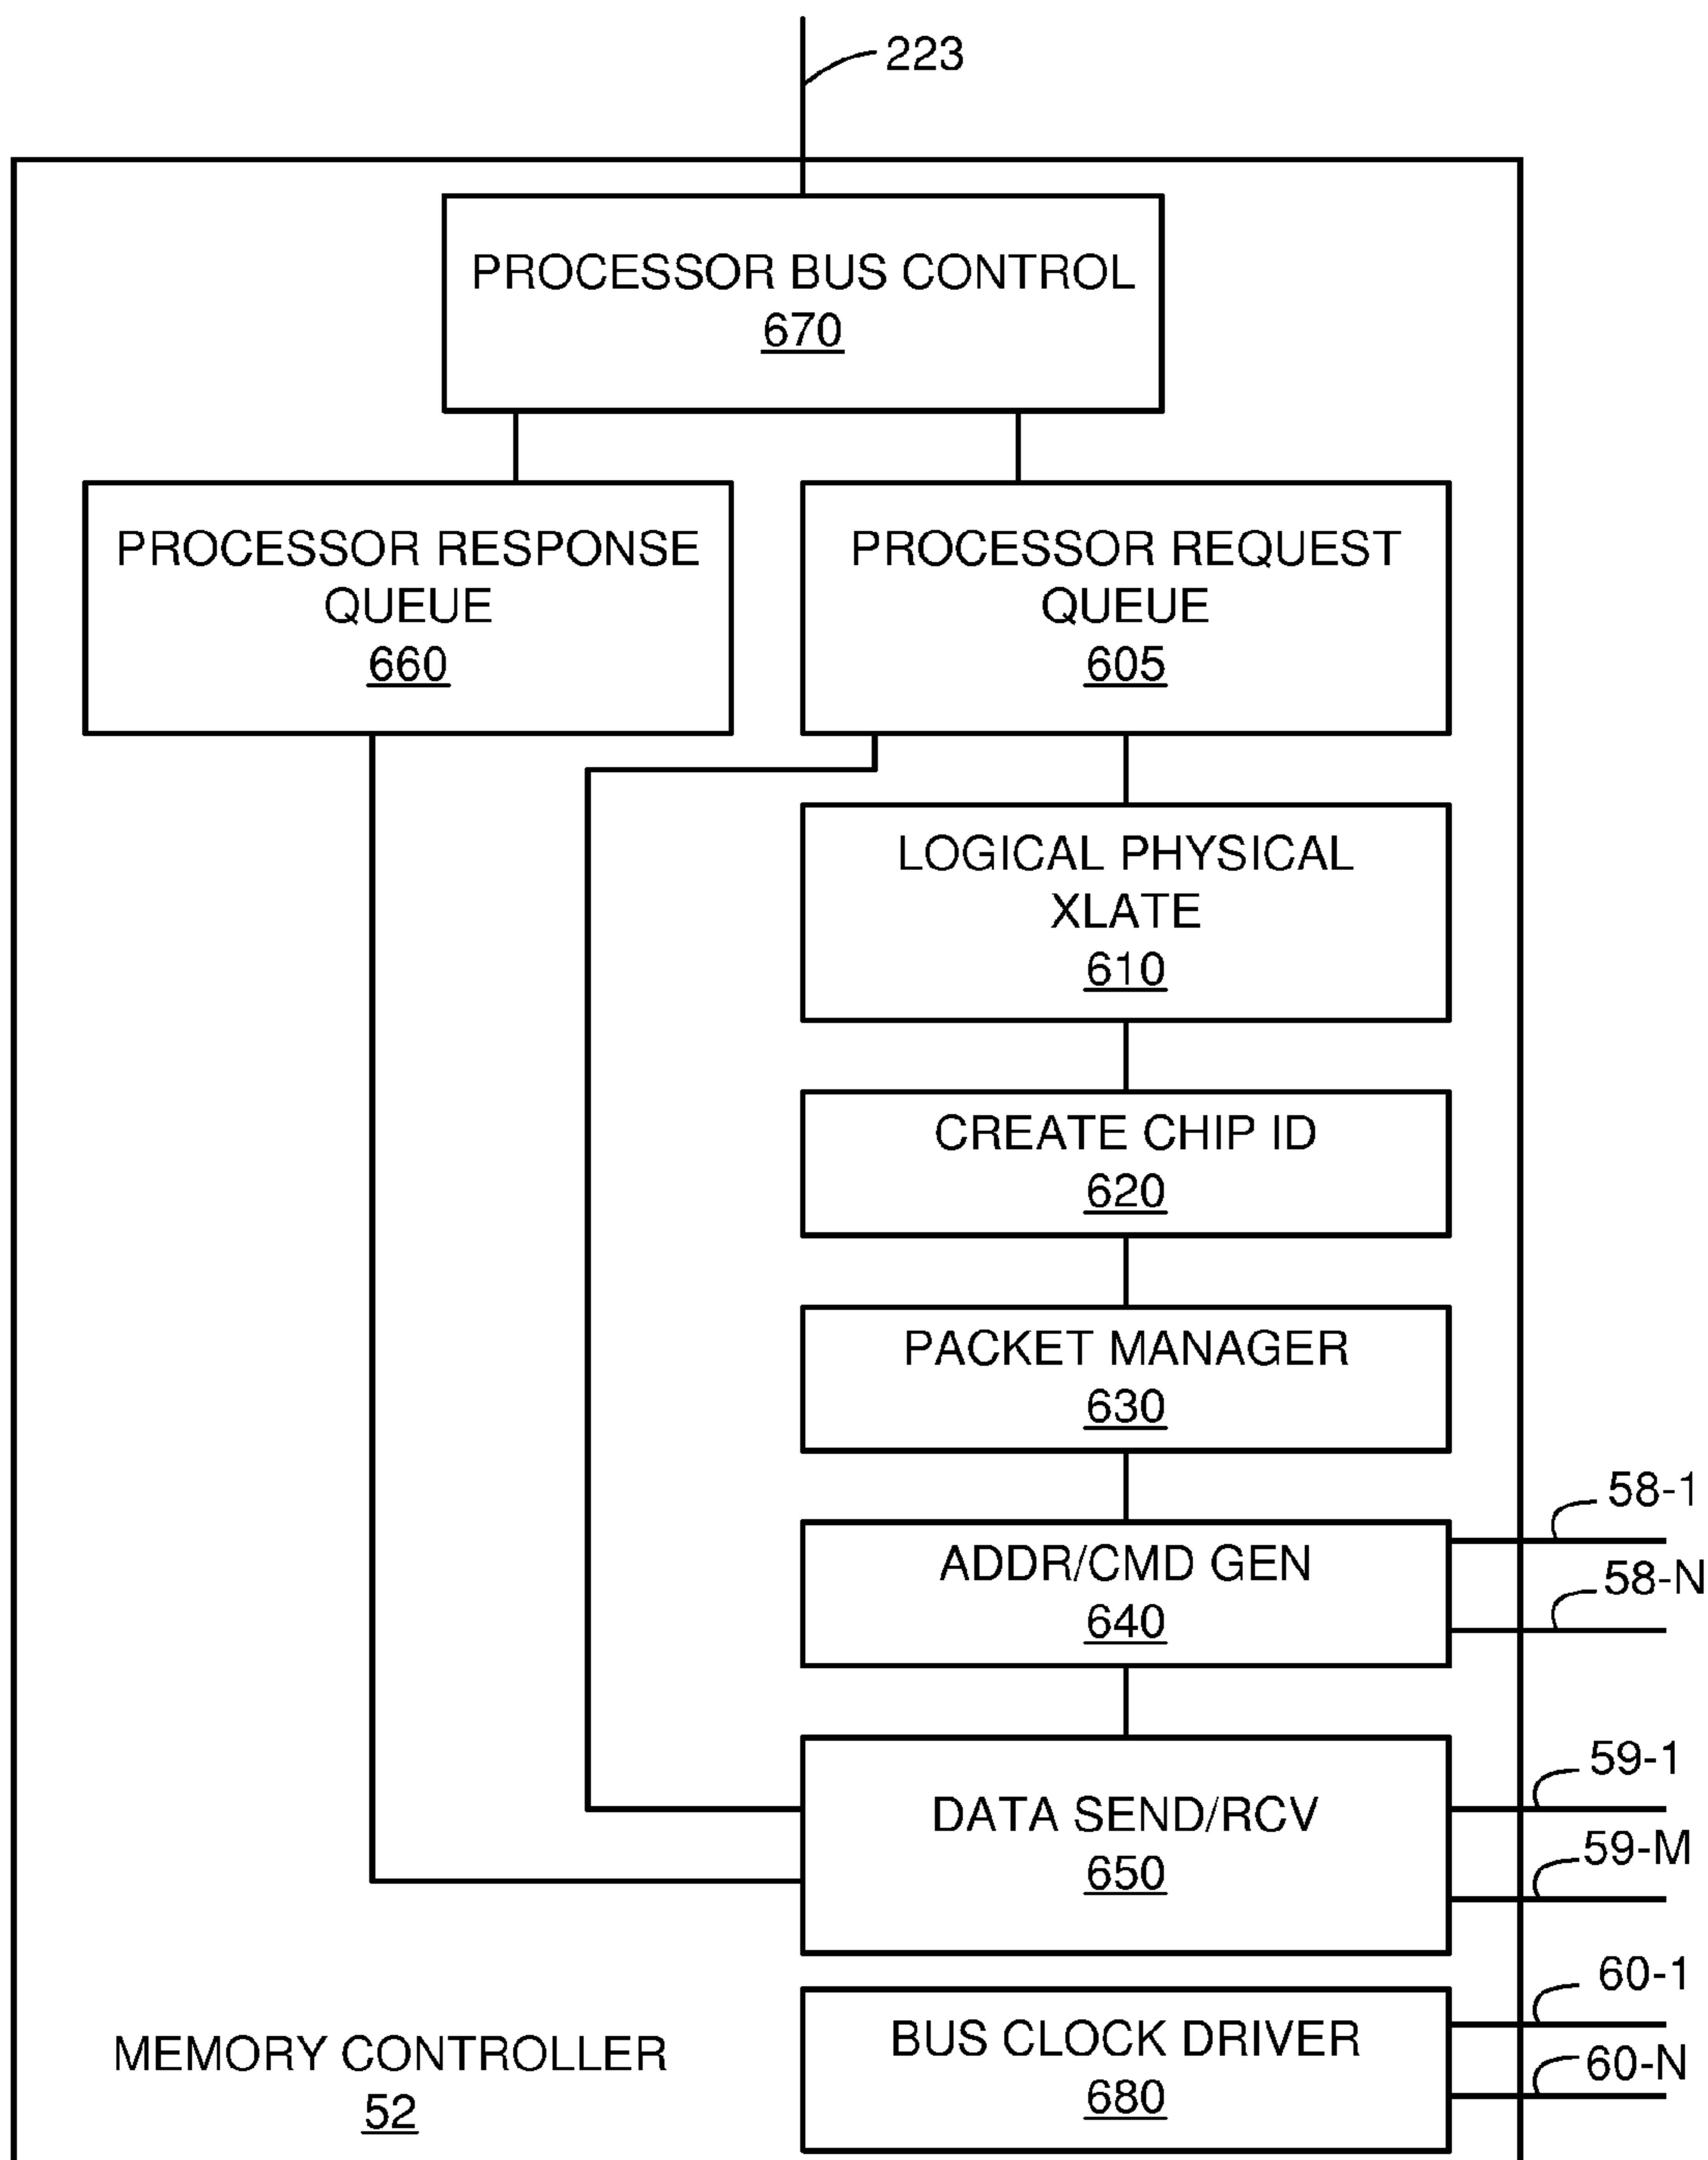 223
PROCESSOR BUS CONTROL
670
PROCESSOR RESPONSE
QUEUE
660
PROCESSOR REQUEST
QUEUE
605
LOGICAL PHYSICAL
XLATE
610
CREATE CHIP ID
620
PACKET MANAGER
630
58-1
ADDR/CMD GEN
640
58-N
59-1
DATA SEND/RCV
650
59-M
60-1
BUS CLOCK DRIVER
680
60-N
MEMORY CONTROLLER
52